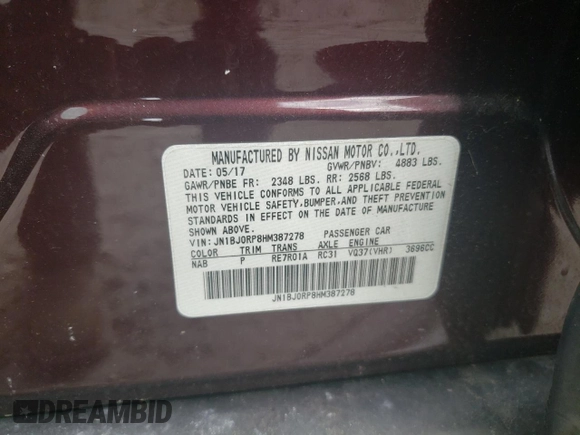 MANUFACTURED BY NISSAN MOTOR CO.,LTD.
DATE: 05/17 GVWR/PNBV: 4883 LBS.
GAWR/PNBE FR: 2348 LBS. RR: 2568 LBS.
THIS VEHICLE CONFORMS TO ALL APPLICABLE FEDERAL
MOTOR VEHICLE SAFETY,BUMPER,AND THEFT PREVENTION
STANDARDS IN EFFECT ON THE DATE OF MANUFACTURE
SHOWN ABOVE.
VIN: JN1BJ0RP8HM387278 PASSENGER CAR
COLOR TRIM TRANS AXLE ENGINE
NAB P RE7R01A RC31 VQ37(VHR) 3696CC
JN1BJ0RP8HM387278
DREAMBID